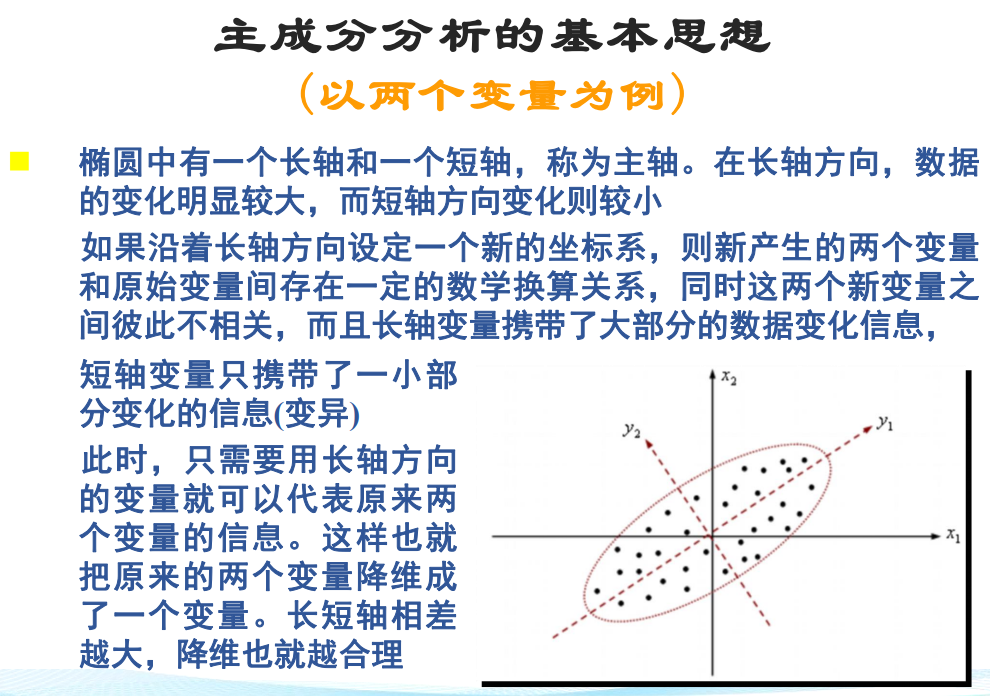 主成分分析的基本思想
(以两个变量为例)
椭圆中有一个长轴和一个短轴，称为主轴。在长轴方向，数据
的变化明显较大，而短轴方向变化则较小
如果沿着长轴方向设定一个新的坐标系，则新产生的两个变量
和原始变量间存在一定的数学换算关系，同时这两个新变量之
间彼此不相关，而且长轴变量携带了大部分的数据变化信息，
短轴变量只携带了一小部
分变化的信息(变异)
此时，只需要用长轴方向
的变量就可以代表原来两
个变量的信息。这样也就
把原来的两个变量降维成
了一个变量。长短轴相差
越大，降维也就越合理
x₂
y₁
y₂
x₁